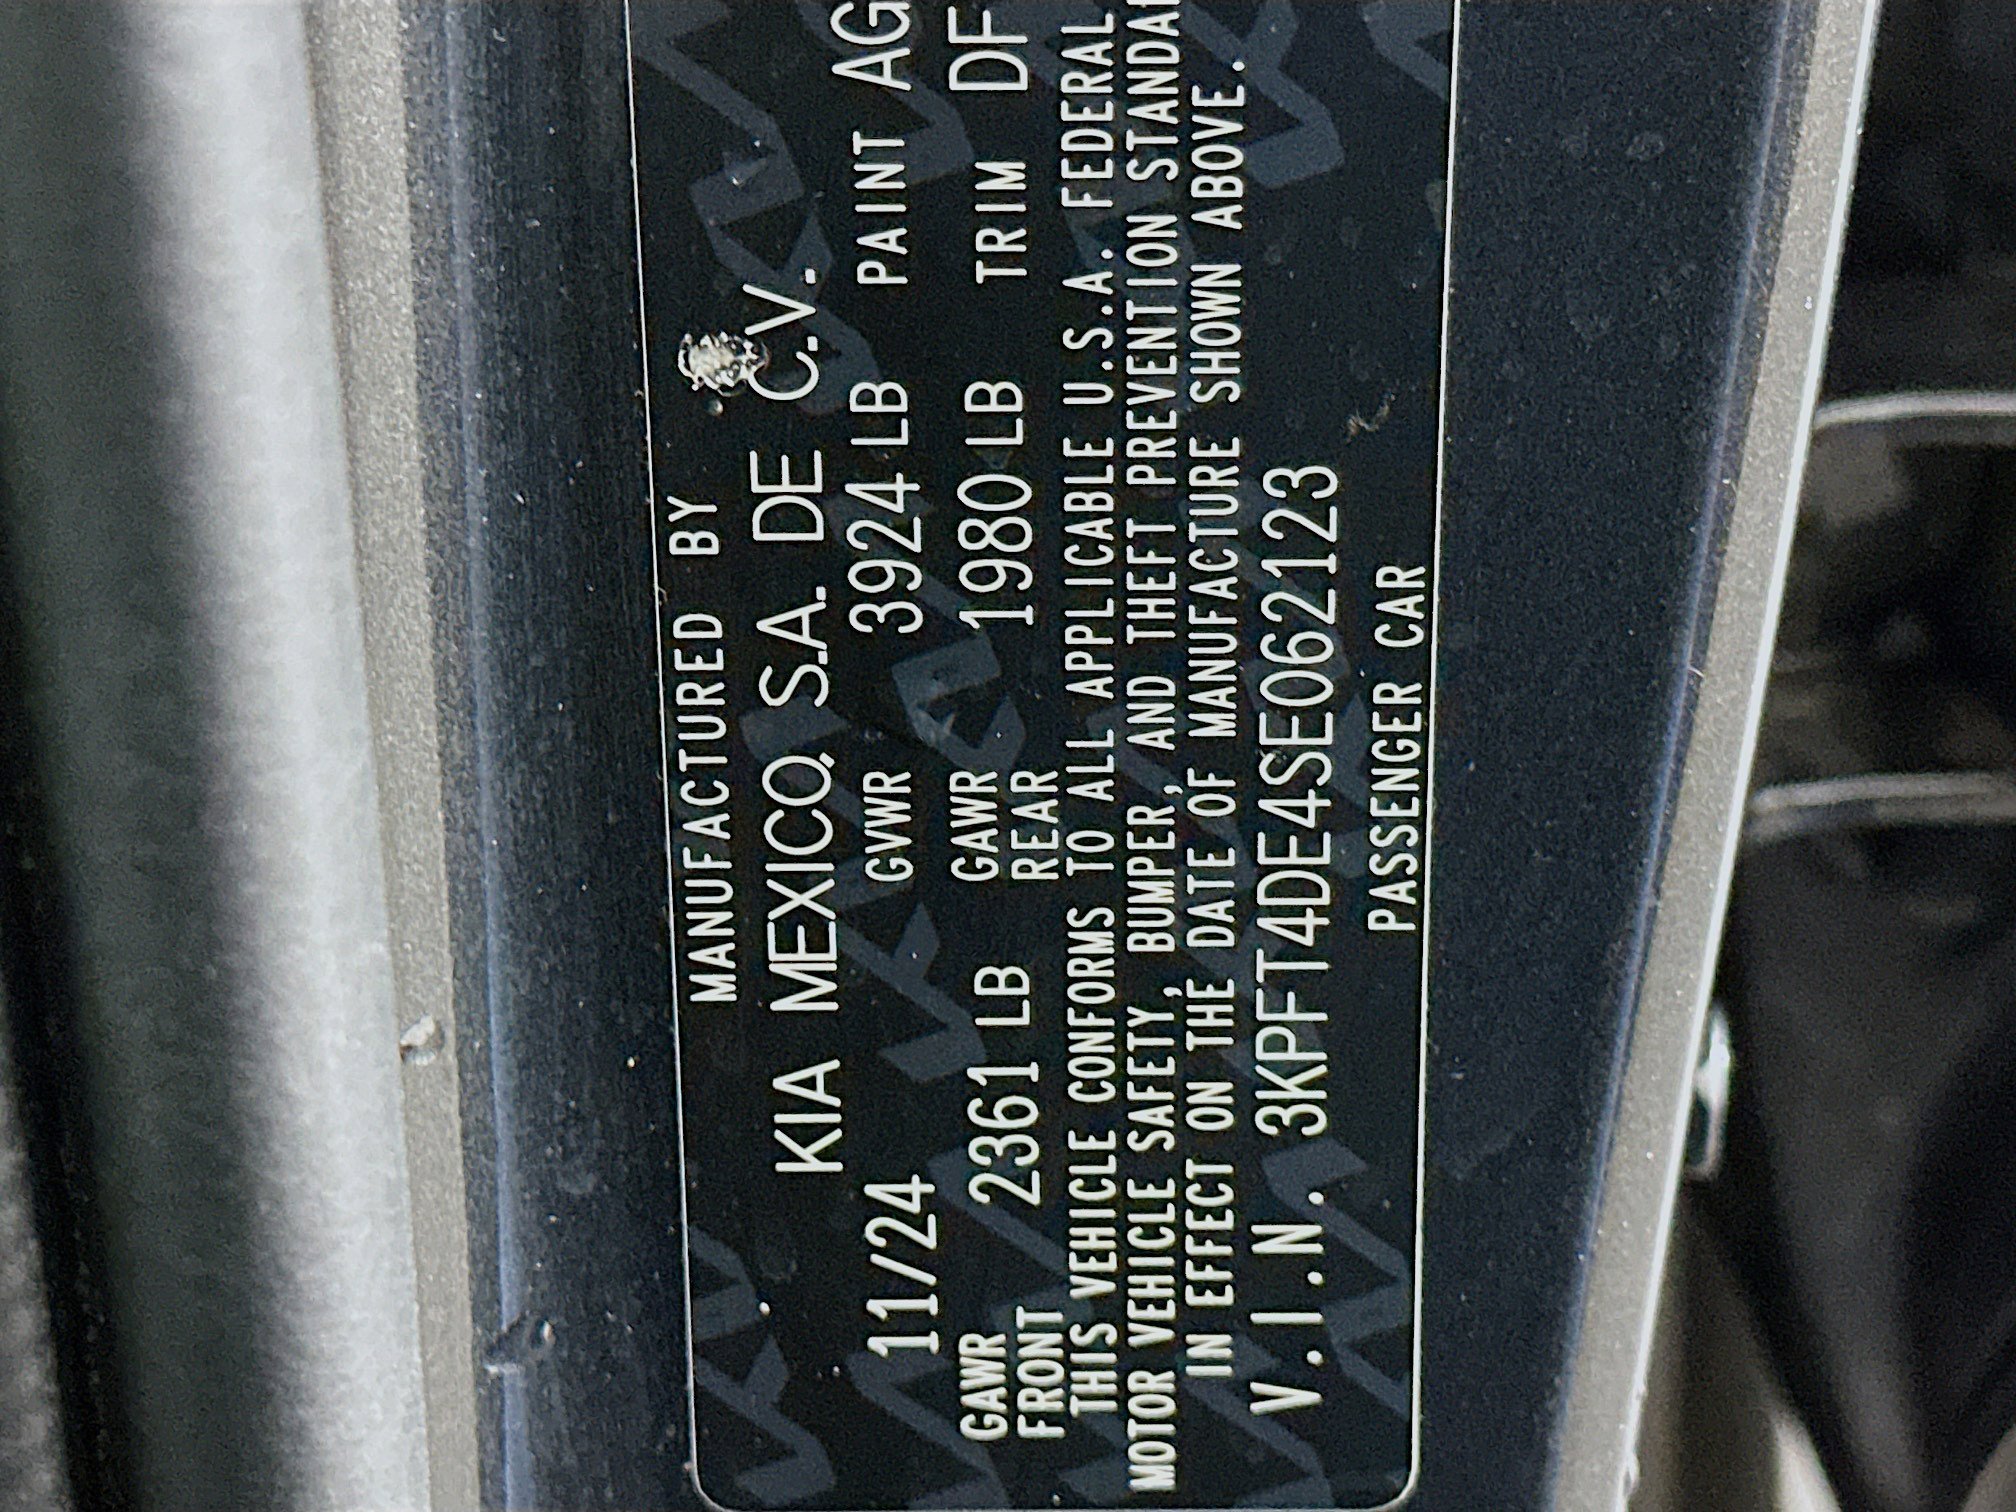 MANUFACTURED BY
KIA MEXICO, S.A. DE C.V.
11/24 GVWR 3924 LB PAINT AG
GAWR FRONT 2361 LB GAWR REAR 1980 LB TRIM DF
THIS VEHICLE CONFORMS TO ALL APPLICABLE U.S.A. FEDERAL
MOTOR VEHICLE SAFETY, BUMPER, AND THEFT PREVENTION STANDAR
IN EFFECT ON THE DATE OF MANUFACTURE SHOWN ABOVE.
V.I.N. 3KPFT4DE4SE062123
PASSENGER CAR